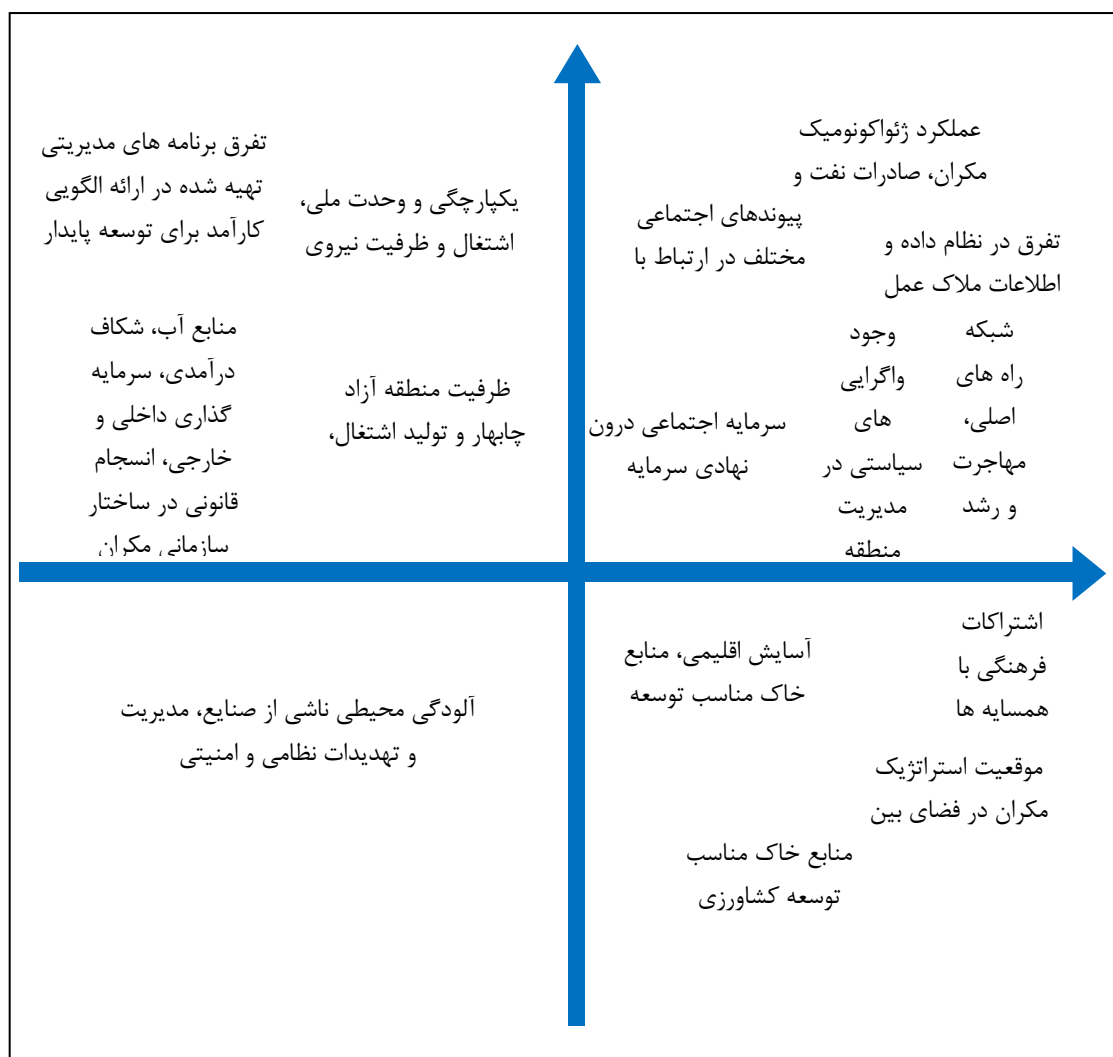 عملکرد ژئواکونومیک
مکران، صادرات نفت و
پیوندهای اجتماعی
مختلف در ارتباط با
تفرق در نظام داده و
اطلاعات ملاک عمل
شبکه
راه های
اصلی،
مهاجرت
و رشد
وجود
واگرایی
های
سیاستی در
مدیریت
منطقه
سرمایه اجتماعی درون
نهادی سرمایه
یکپارچگی و وحدت ملی،
اشتغال و ظرفیت نیروی
تفرق برنامه های مدیریتی
تهیه شده در ارائه الگویی
کارآمد برای توسعه پایدار
ظرفیت منطقه آزاد
چابهار و تولید اشتغال،
منابع آب، شکاف
درآمدی، سرمایه
گذاری داخلی و
خارجی، انسجام
قانونی در ساختار
سازمانی مکران
اشتراکات
فرهنگی با
همسایه ها
آسایش اقلیمی، منابع
خاک مناسب توسعه
موقعیت استراتژیک
مکران در فضای بین
منابع خاک مناسب
توسعه کشاورزی
آلودگی محیطی ناشی از صنایع، مدیریت
و تهدیدات نظامی و امنیتی